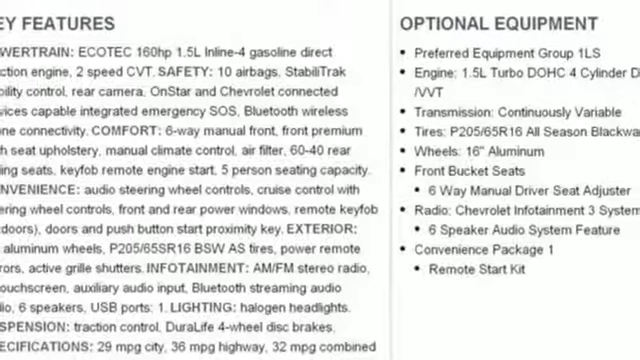 EY FEATURES
WERTRAIN: ECOTEC 160hp 1.5L Inline-4 gasoline direct
ction engine, 2 speed CVT. SAFETY: 10 airbags, StabiliTrak
bility control, rear camera, OnStar and Chevrolet connected
vices capable integrated emergency SOS, Bluetooth wireless
one connectivity. COMFORT: 6-way manual front, front premium
th seat upholstery, manual climate control, air filter, 60-40 rear
ing seats, keyfob remote engine start, 5 person seating capacity.
NVENIENCE: audio steering wheel controls, cruise control with
ering wheel controls, front and rear power windows, remote keyfob
doors), doors and push button start proximity key. EXTERIOR:
aluminum wheels, P205/65SR16 BSW AS tires, power remote
rors, active grille shutters. INFOTAINMENT: AM/FM stereo radio,
ouchscreen, auxiliary audio input, Bluetooth streaming audio
io, 6 speakers, USB ports: 1. LIGHTING: halogen headlights.
SPENSION: traction control, DuraLife 4-wheel disc brakes.
ECIFICATIONS: 29 mpg city, 36 mpg highway, 32 mpg combined
OPTIONAL EQUIPMENT
• Preferred Equipment Group 1LS
• Engine: 1.5L Turbo DOHC 4 Cylinder Di
/VVT
• Transmission: Continuously Variable
• Tires: P205/65R16 All Season Blackwa
• Wheels: 16" Aluminum
• Front Bucket Seats
• 6 Way Manual Driver Seat Adjuster
• Radio: Chevrolet Infotainment 3 System
• 6 Speaker Audio System Feature
• Convenience Package 1
• Remote Start Kit